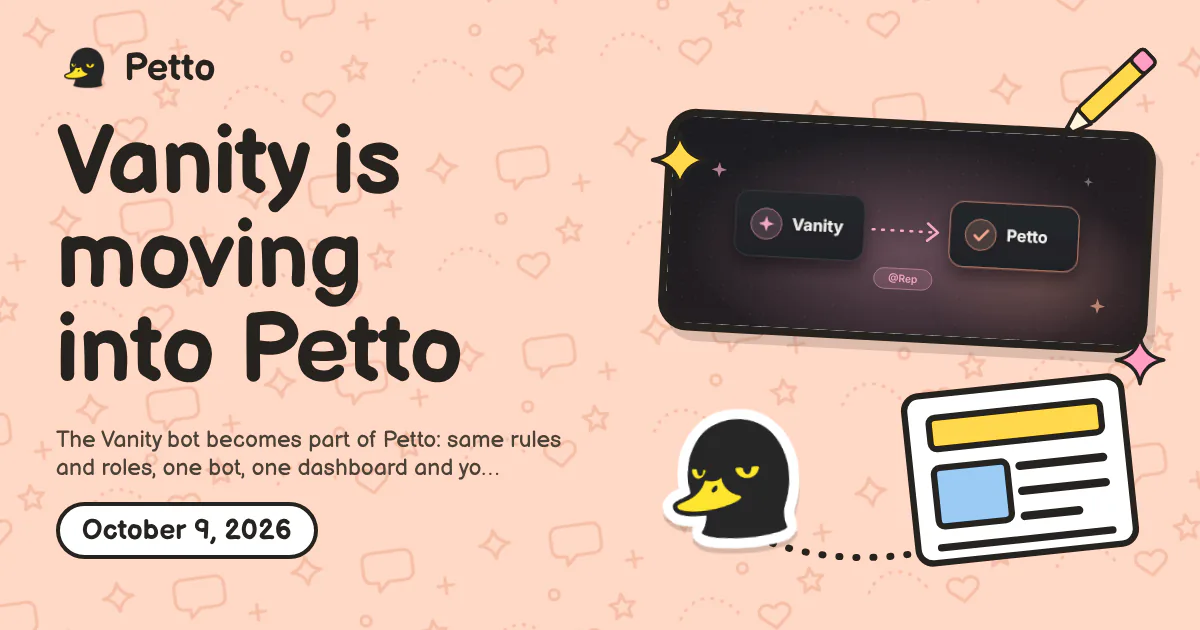 Petto
Vanity is
moving
into Petto
The Vanity bot becomes part of Petto: same rules
and roles, one bot, one dashboard and yo...
October 9, 2026
Vanity
Petto
@Rep